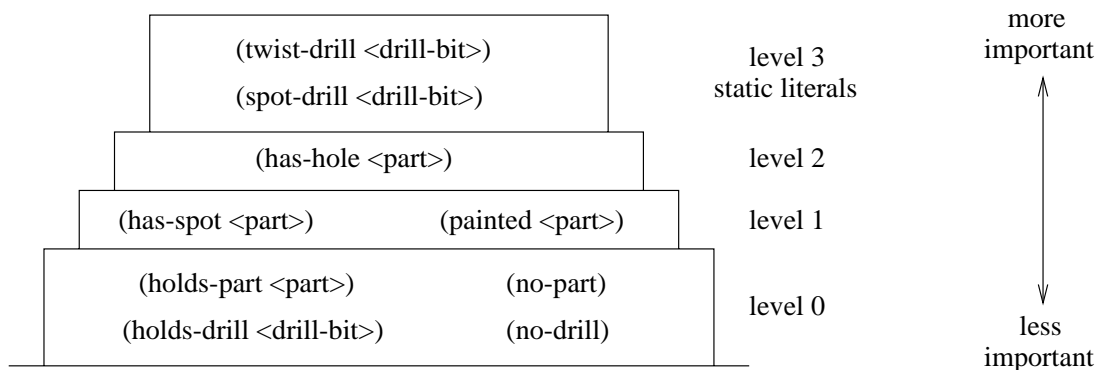 more
important
(twist-drill <drill-bit>) level 3
(spot-drill <drill-bit>) static literals
(has-hole <part>) level 2
(has-spot <part>) (painted <part>) level 1
(holds-part <part>) (no-part)
level 0
(holds-drill <drill-bit>) (no-drill)
less
important